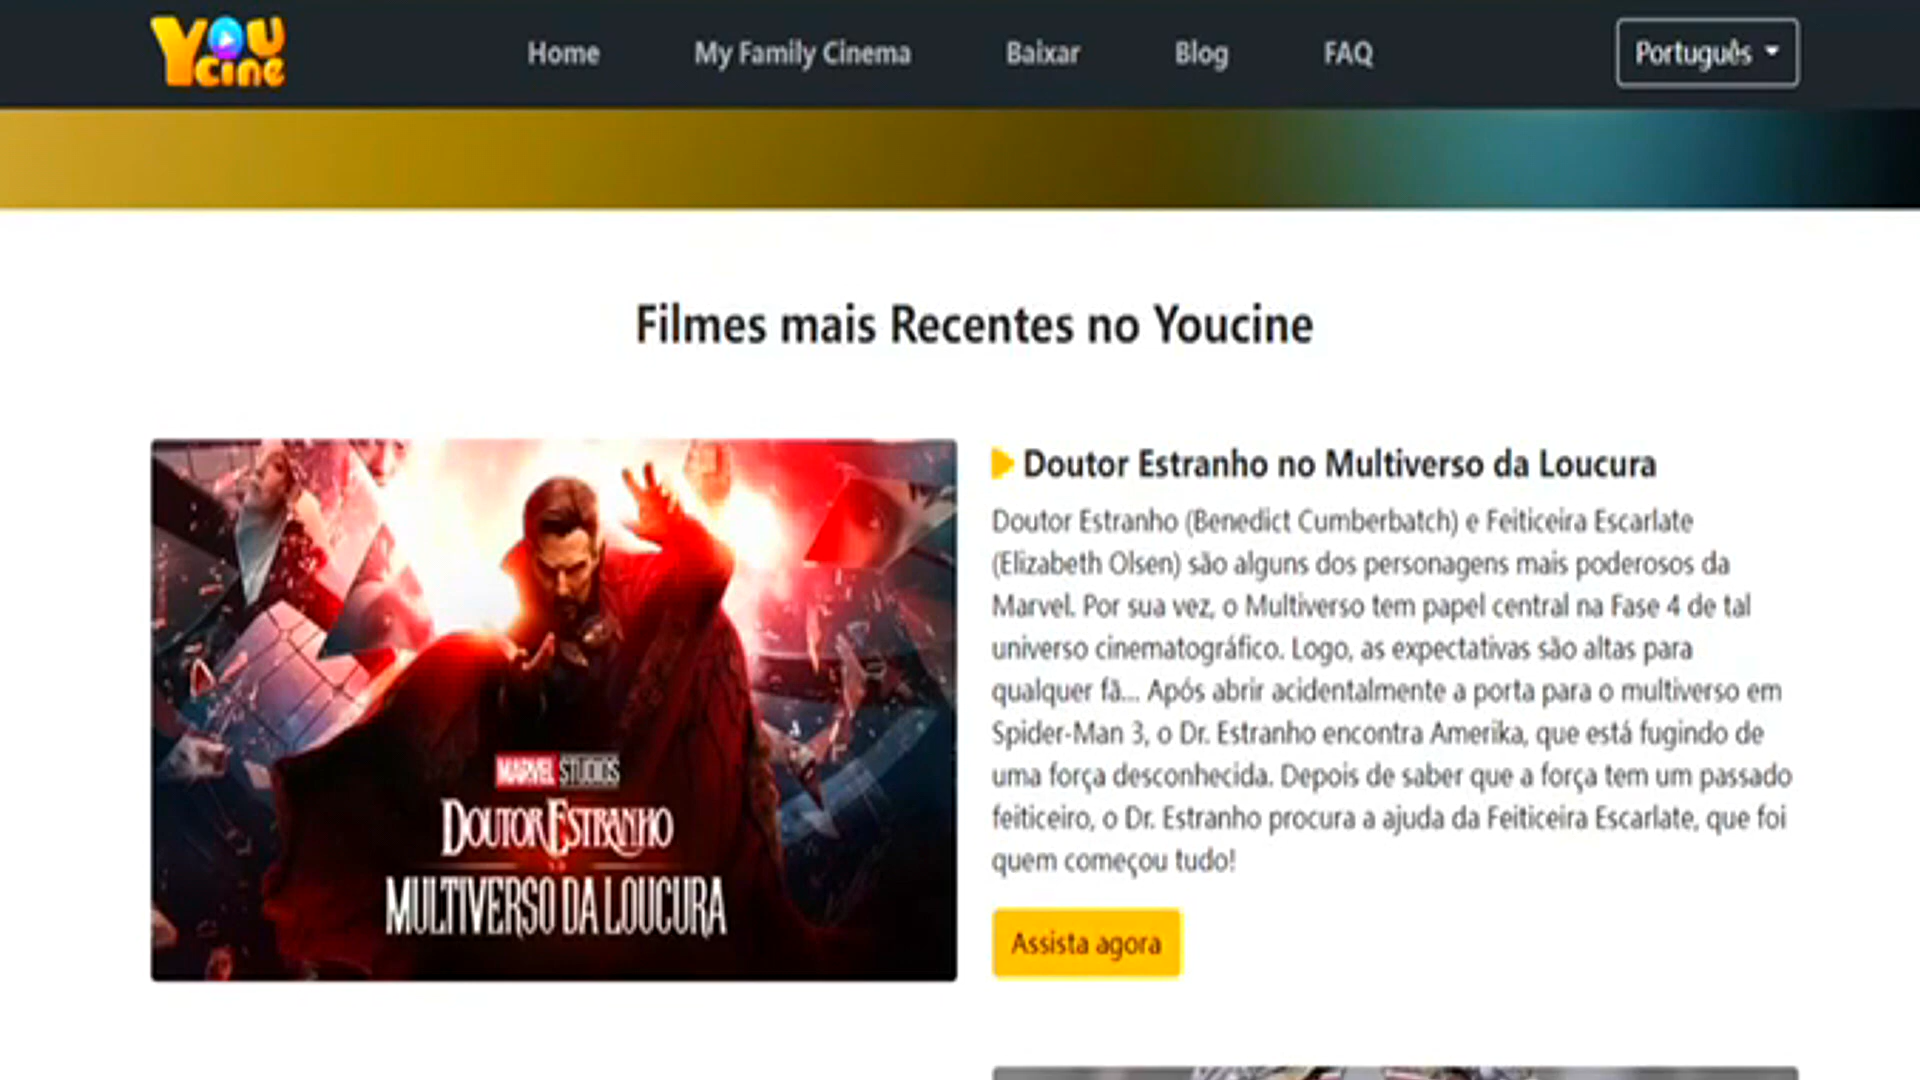 You
cine
Home
My Family Cinema
Baixar
Blog
FAQ
Português
Filmes mais Recentes no Youcine
MARVEL STUDIOS
DOUTOR ESTRANHO
MULTIVERSO DA LOUCURA
Doutor Estranho no Multiverso da Loucura
Doutor Estranho (Benedict Cumberbatch) e Feiticeira Escarlate
(Elizabeth Olsen) são alguns dos personagens mais poderosos da
Marvel. Por sua vez, o Multiverso tem papel central na Fase 4 de tal
universo cinematográfico. Logo, as expectativas são altas para
qualquer fã... Após abrir acidentalmente a porta para o multiverso em
Spider-Man 3, o Dr. Estranho encontra Amerika, que está fugindo de
uma força desconhecida. Depois de saber que a força tem um passado
feiticeiro, o Dr. Estranho procura a ajuda da Feiticeira Escarlate, que foi
quem começou tudo!
Assista agora